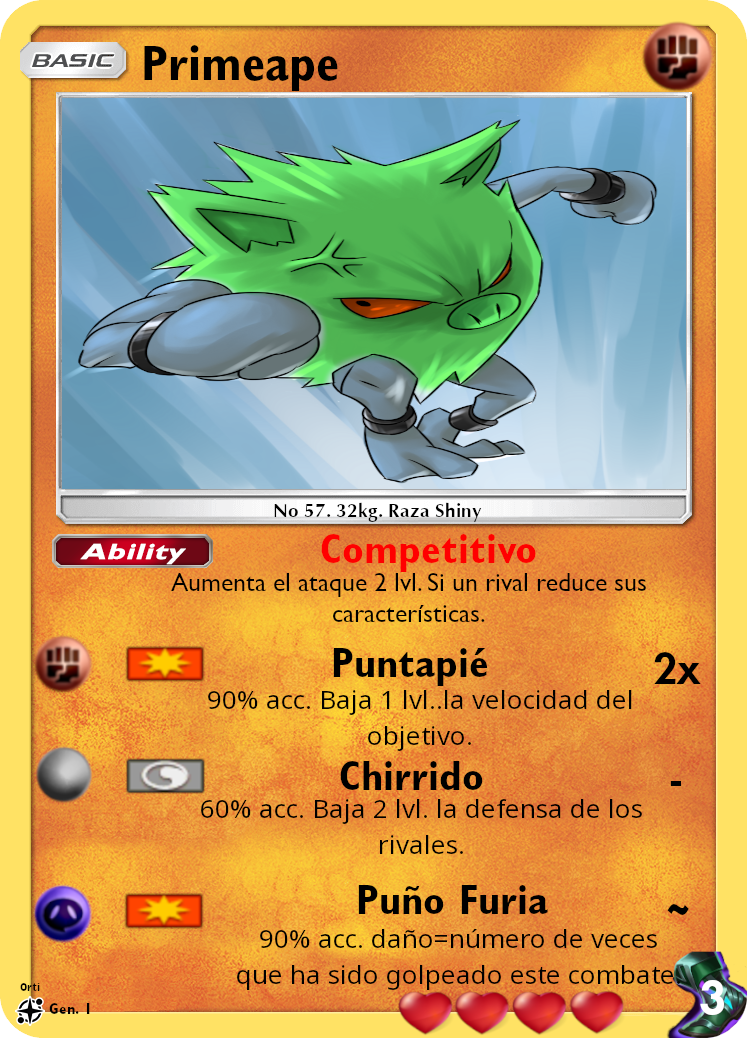 BASIC Primeape
No 57. 32kg. Raza Shiny
Ability Competitivo
Aumenta el ataque 2 lvl. Si un rival reduce sus
características.
Puntapié 2x
90% acc. Baja 1 lvl..la velocidad del
objetivo.
Chirrido -
60% acc. Baja 2 lvl. la defensa de los
rivales.
Puño Furia ~
90% acc. daño=número de veces
que ha sido golpeado este combate
3
Orti
Gen. I